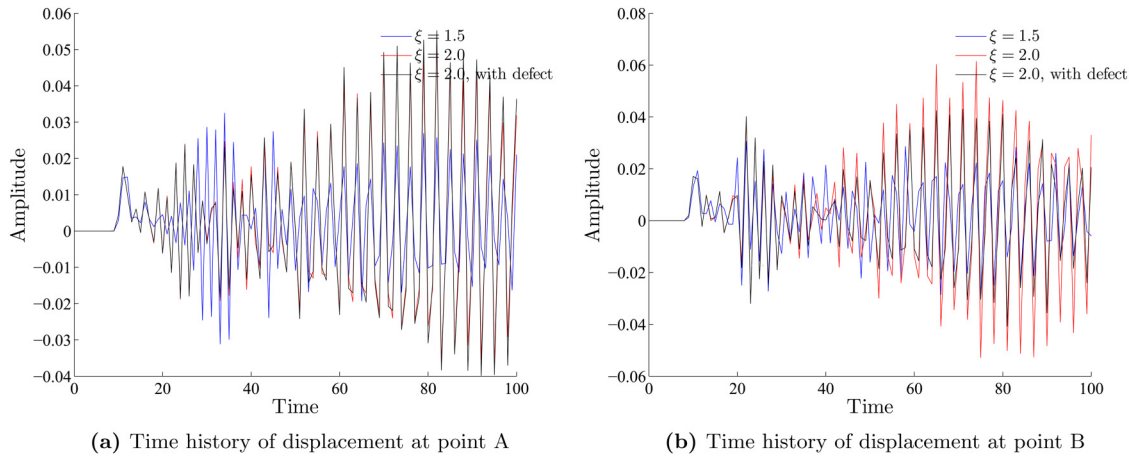 0.06
0.05
0.04
0.03
0.02
0.01
0
−0.01
−0.02
−0.03
−0.04
Amplitude
0 20 40 60 80 100
Time
ξ = 1.5
ξ = 2.0
ξ = 2.0, with defect
(a) Time history of displacement at point A
0.08
0.06
0.04
0.02
0
−0.02
−0.04
−0.06
Amplitude
0 20 40 60 80 100
Time
ξ = 1.5
ξ = 2.0
ξ = 2.0, with defect
(b) Time history of displacement at point B